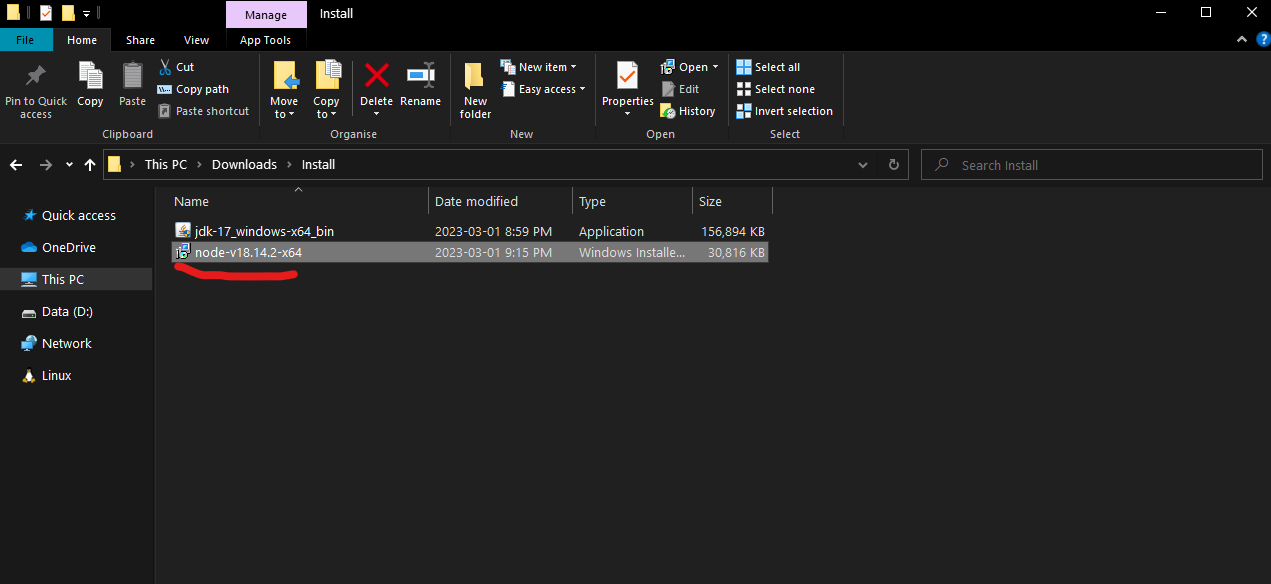 Manage Install
File Home Share View App Tools ?
Pin to Quick access Copy Paste Cut Copy path Paste shortcut
Move to Copy to Delete Rename
New folder New item Easy access
Properties Open Edit History
Select all Select none Invert selection
Clipboard Organise New Open Select
This PC > Downloads > Install Search Install
Name Date modified Type Size
jdk-17_windows-x64_bin 2023-03-01 8:59 PM Application 156,894 KB
node-v18.14.2-x64 2023-03-01 9:15 PM Windows Installe... 30,816 KB
Quick access
OneDrive
This PC
Data (D:)
Network
Linux